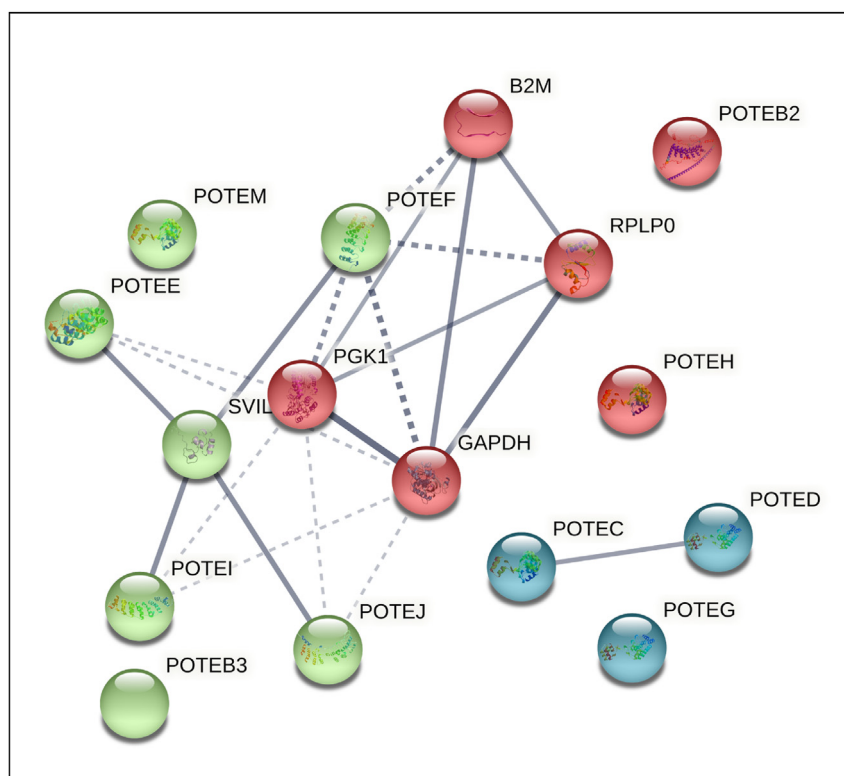 B2M
POTEB2
POTEM
POTEF
RPLP0
POTEE
PGK1
POTEH
SVIL
GAPDH
POTED
POTEC
POTEI
POTEJ
POTEG
POTEB3